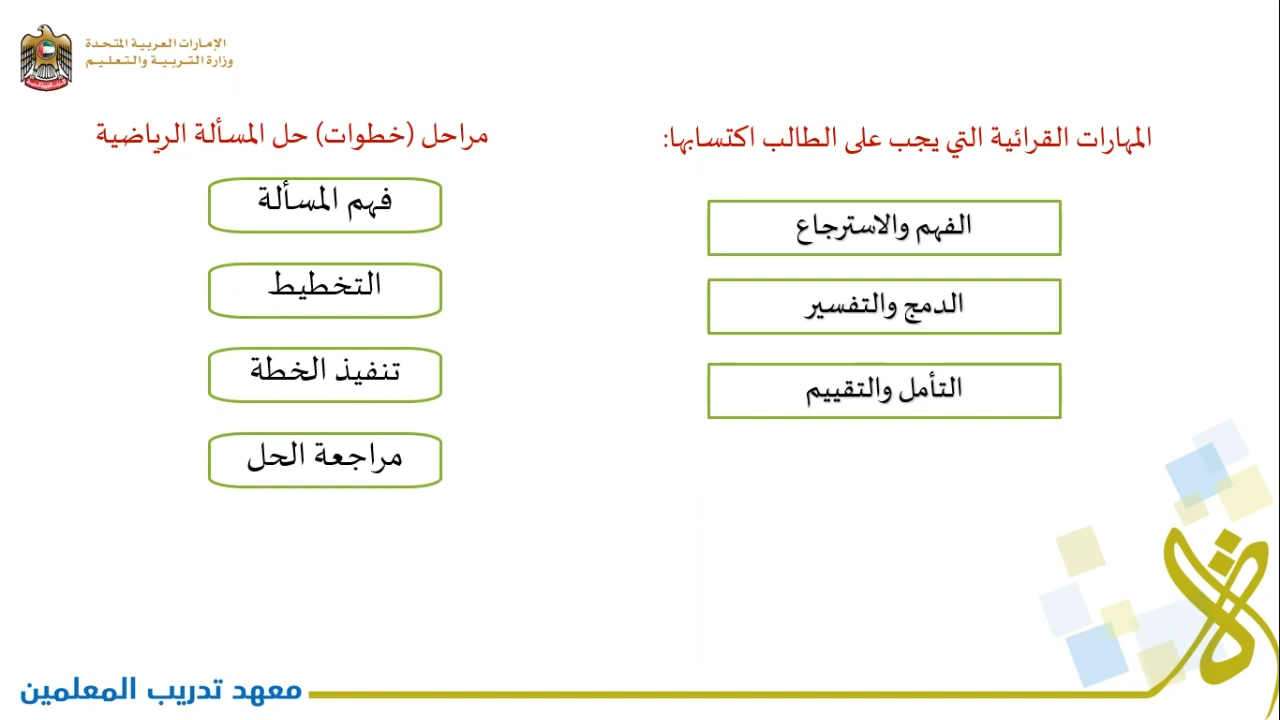 الإمارات العربية المتحدة
وزارة التربية والتعليم
المهارات القرائية التي يجب على الطالب اكتسابها:
الفهم والاسترجاع
الدمج والتفسير
التأمل والتقييم
مراحل (خطوات) حل المسألة الرياضية
فهم المسألة
التخطيط
تنفيذ الخطة
مراجعة الحل
معهد تدريب المعلمين